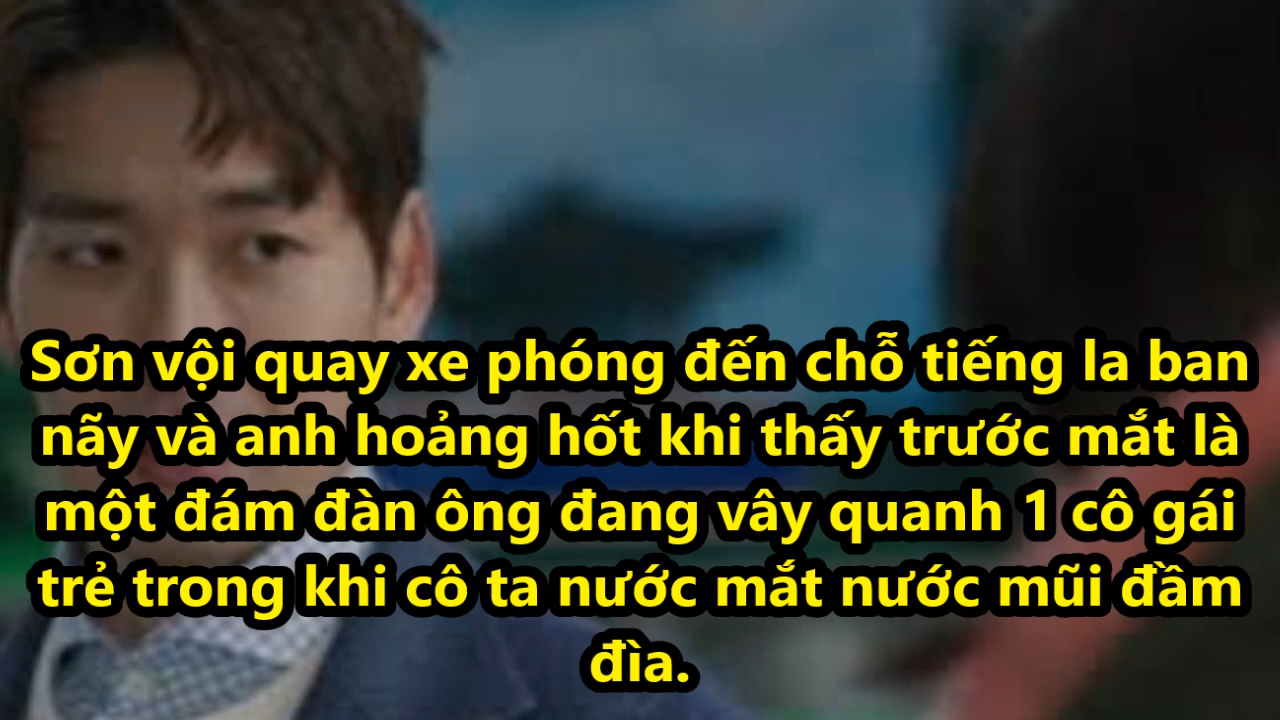 Sơn vội quay xe phóng đến chỗ tiếng la ban
nãy và anh hoảng hốt khi thấy trước mắt là
một đám đàn ông đang vây quanh 1 cô gái
trẻ trong khi cô ta nước mắt nước mũi đầm
đìa.